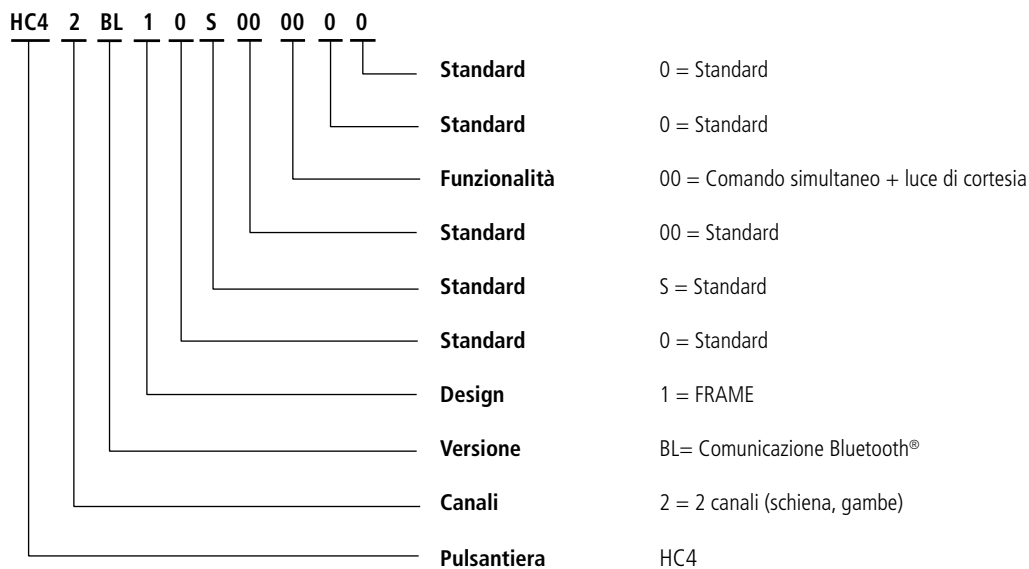 HC4 2 BL 1 0 S 00 00 0 0
Standard 0 = Standard
Standard 0 = Standard
Funzionalità 00 = Comando simultaneo + luce di cortesia
Standard 00 = Standard
Standard S = Standard
Standard 0 = Standard
Design 1 = FRAME
Versione BL= Comunicazione Bluetooth®
Canali 2 = 2 canali (schiena, gambe)
Pulsantiera HC4